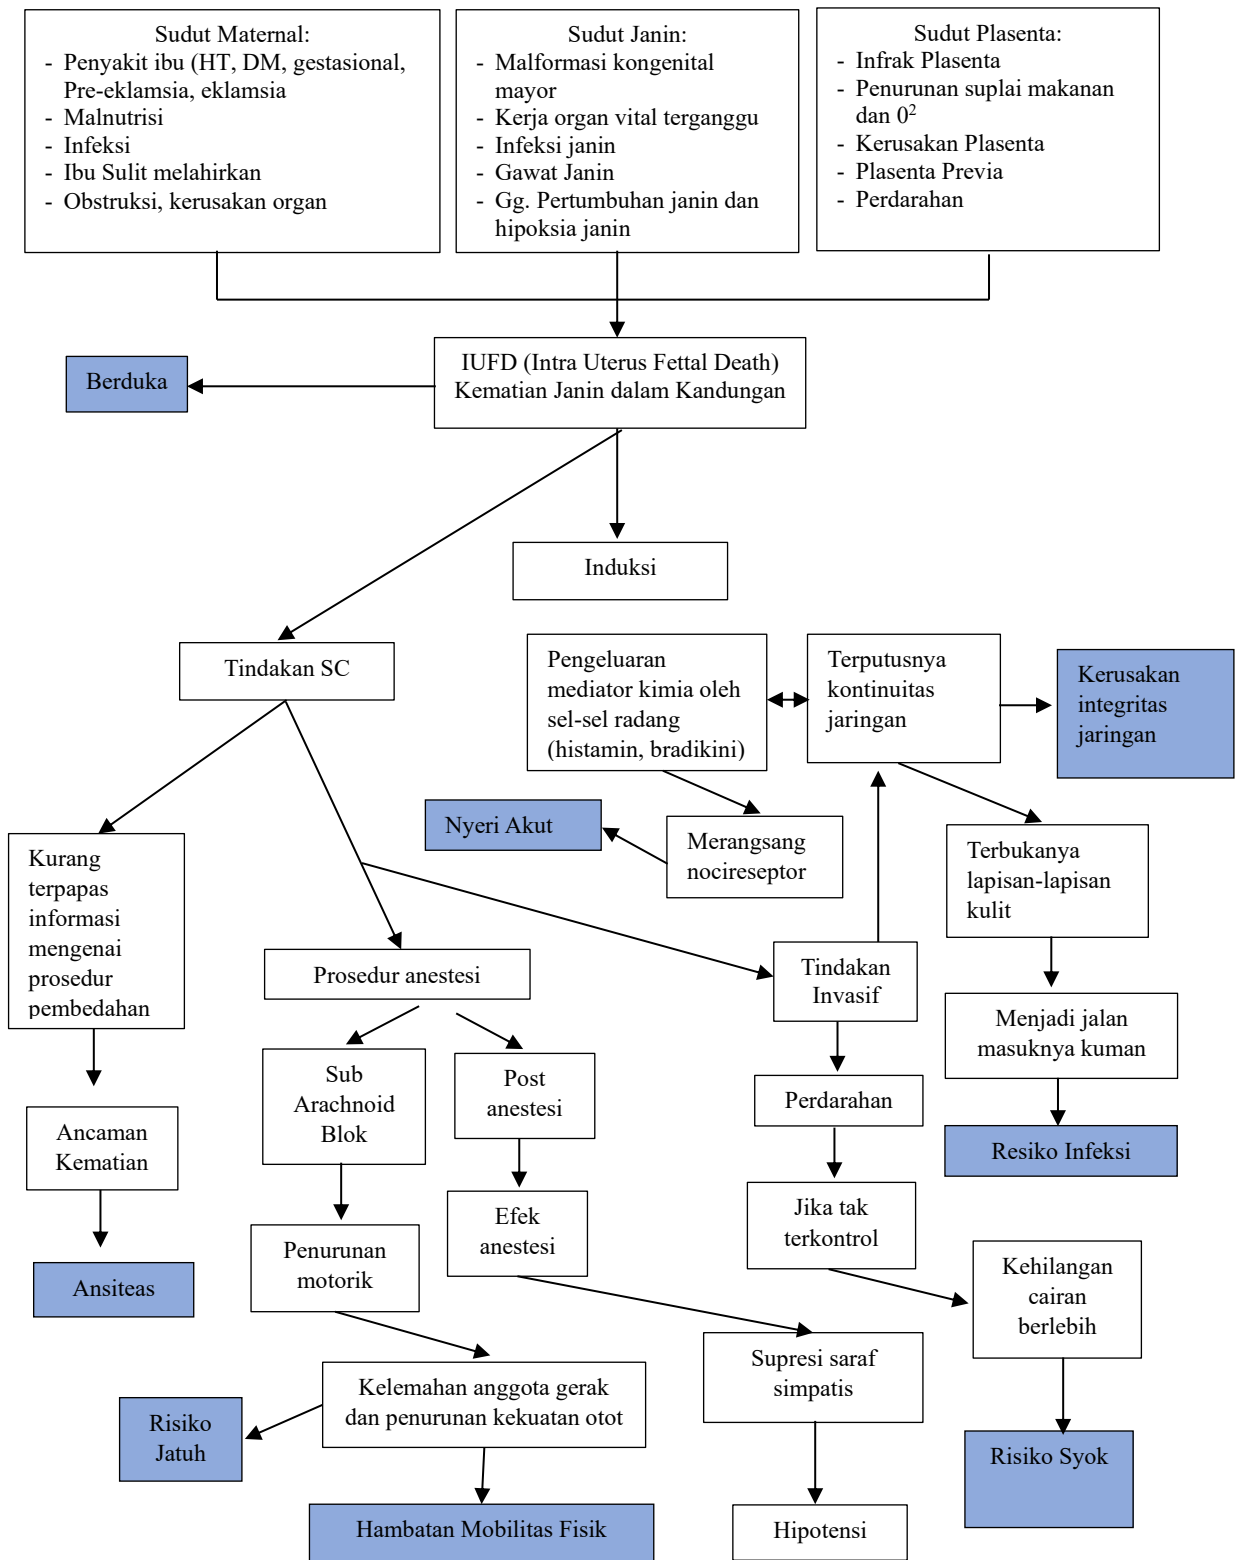 Sudut Maternal:
- Penyakit ibu (HT, DM, gestasional,
Pre-eklamsia, eklamsia
- Malnutrisi
- Infeksi
- Ibu Sulit melahirkan
- Obstruksi, kerusakan organ
Sudut Janin:
- Malformasi kongenital
mayor
- Kerja organ vital terganggu
- Infeksi janin
- Gawat Janin
- Gg. Pertumbuhan janin dan
hipoksia janin
Sudut Plasenta:
- Infrak Plasenta
- Penurunan suplai makanan
dan 0²
- Kerusakan Plasenta
- Plasenta Previa
- Perdarahan
Berduka
IUFD (Intra Uterus Fettal Death)
Kematian Janin dalam Kandungan
Induksi
Tindakan SC
Pengeluaran
mediator kimia oleh
sel-sel radang
(histamin, bradikini)
Terputusnya
kontinuitas
jaringan
Kerusakan
integritas
jaringan
Nyeri Akut
Merangsang
nocireseptor
Terbukanya
lapisan-lapisan
kulit
Kurang
terpapas
informasi
mengenai
prosedur
pembedahan
Prosedur anestesi
Tindakan
Invasif
Menjadi jalan
masuknya kuman
Sub
Arachnoid
Blok
Post
anestesi
Perdarahan
Ancaman
Kematian
Resiko Infeksi
Penurunan
motorik
Efek
anestesi
Jika tak
terkontrol
Kehilangan
cairan
berlebih
Ansiteas
Kelemahan anggota gerak
dan penurunan kekuatan otot
Supresi saraf
simpatis
Risiko
Jatuh
Risiko Syok
Hambatan Mobilitas Fisik
Hipotensi